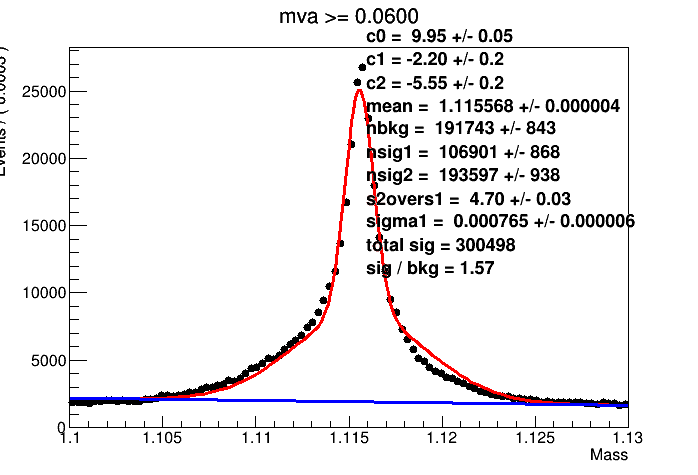 mva >= 0.0600
c0 = 9.95 +/- 0.05
c1 = -2.20 +/- 0.2
c2 = -5.55 +/- 0.2
mean = 1.115568 +/- 0.000004
nbkg = 191743 +/- 843
nsig1 = 106901 +/- 868
nsig2 = 193597 +/- 938
s2overs1 = 4.70 +/- 0.03
sigma1 = 0.000765 +/- 0.000006
total sig = 300498
sig / bkg = 1.57
Events / (
25000
20000
15000
10000
5000
0
1.1 1.105 1.11 1.115 1.12 1.125 1.13
Mass